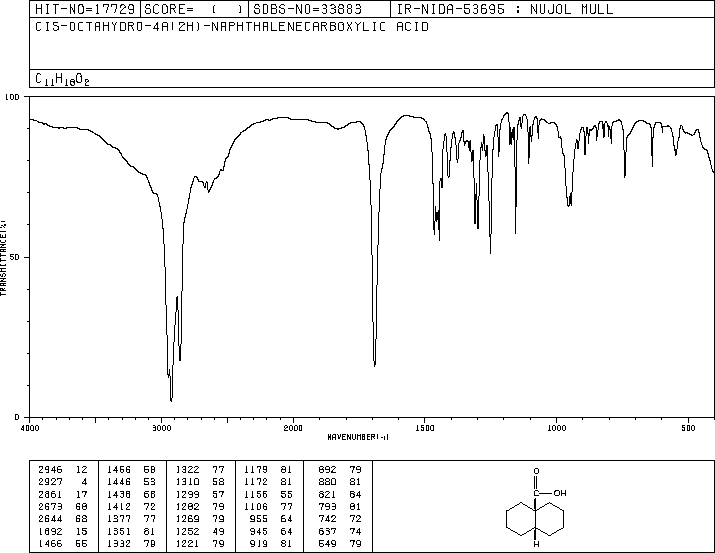 HIT-NO=17729 SCORE= ( ) SDBS-NO=33883 IR-NIDA-53695 : NUJOL MULL
CIS-OCTAHYDRO-4A(2H)-NAPHTHALENECARBOXYLIC ACID
C11H18O2
100
50
0
TRANSMITTANCE(%)
4000 3000 2000 1500 1000 500
WAVENUMBER(-1)
2946 12 1456 58 1322 77 1179 81 892 79
2927 4 1446 53 1310 58 1172 81 880 81
2861 17 1438 66 1299 57 1156 55 821 84
2673 68 1412 72 1282 79 1106 77 793 81
2644 68 1377 77 1269 79 955 64 742 72
1692 15 1351 81 1252 49 945 64 637 74
1466 55 1332 79 1221 79 919 81 549 79
O
C—OH
H